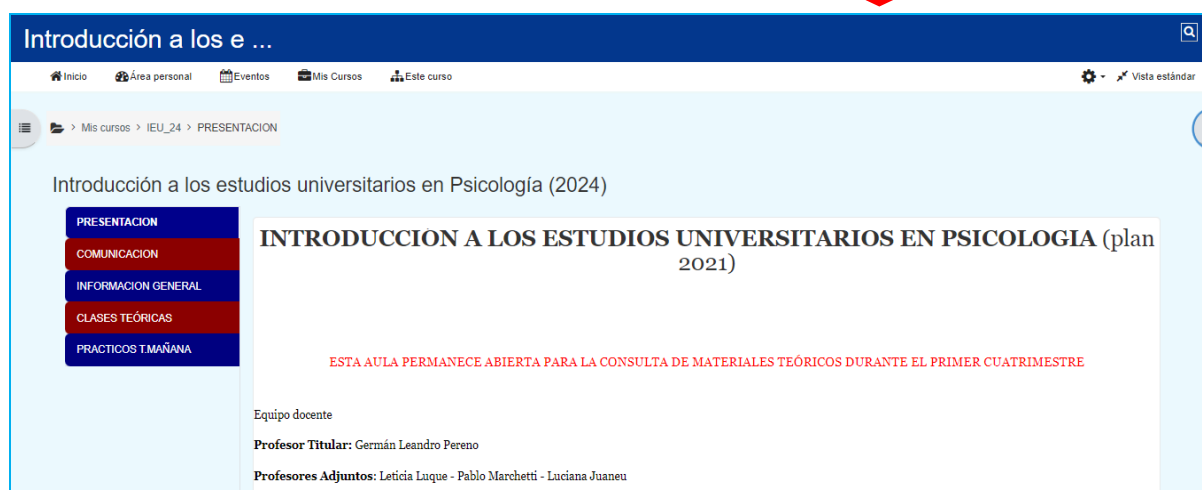 Introducción a los e ...
Inicio Área personal Eventos Mis Cursos Este curso Vista estándar
> Mis cursos > IEU_24 > PRESENTACION
Introducción a los estudios universitarios en Psicología (2024)
PRESENTACION
COMUNICACION
INFORMACION GENERAL
CLASES TEÓRICAS
PRACTICOS T.MAÑANA
INTRODUCCIÓN A LOS ESTUDIOS UNIVERSITARIOS EN PSICOLOGIA (plan
2021)
ESTA AULA PERMANECE ABIERTA PARA LA CONSULTA DE MATERIALES TEÓRICOS DURANTE EL PRIMER CUATRIMESTRE
Equipo docente
Profesor Titular: Germán Leandro Pereno
Profesores Adjuntos: Leticia Luque - Pablo Marchetti - Luciana Juaneu